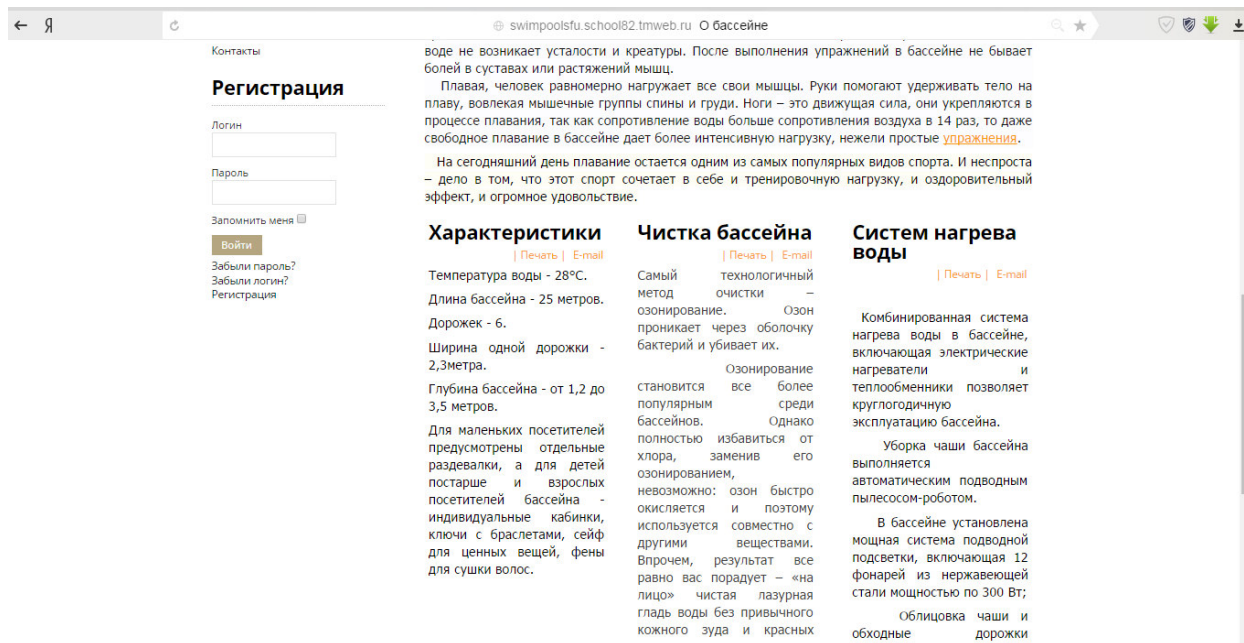 Я
swimpoolsfu.school82.tmweb.ru О бассейне
Контакты
Регистрация
Логин
Пароль
Запомнить меня
Войти
Забыли пароль?
Забыли логин?
Регистрация
воде не возникает усталости и креатуры. После выполнения упражнений в бассейне не бывает
болей в суставах или растяжений мышц.
Плавая, человек равномерно нагружает все свои мышцы. Руки помогают удерживать тело на
плаву, вовлекая мышечные группы спины и груди. Ноги – это движущая сила, они укрепляются в
процессе плавания, так как сопротивление воды больше сопротивления воздуха в 14 раз, то даже
свободное плавание в бассейне дает более интенсивную нагрузку, нежели простые упражнения.
На сегодняшний день плавание остается одним из самых популярных видов спорта. И неспроста
– дело в том, что этот спорт сочетает в себе и тренировочную нагрузку, и оздоровительный
эффект, и огромное удовольствие.
Характеристики
| Печать | E-mail
Температура воды - 28°С.
Длина бассейна - 25 метров.
Дорожек - 6.
Ширина одной дорожки -
2,3метра.
Глубина бассейна - от 1,2 до
3,5 метров.
Для маленьких посетителей
предусмотрены отдельные
раздевалки, а для детей
постарше и взрослых
посетителей бассейна -
индивидуальные кабинки,
ключи с браслетами, сейф
для ценных вещей, фены
для сушки волос.
Чистка бассейна
| Печать | E-mail
Самый технологичный
метод очистки –
озонирование. Озон
проникает через оболочку
бактерий и убивает их.
Озонирование
становится все более
популярным среди
бассейнов. Однако
полностью избавиться от
хлора, заменив его
озонированием,
невозможно: озон быстро
окисляется и поэтому
используется совместно с
другими веществами.
Впрочем, результат все
равно вас порадует – «на
лицо» чистая лазурная
гладь воды без привычного
кожного зуда и красных
Систем нагрева
воды
| Печать | E-mail
Комбинированная система
нагрева воды в бассейне,
включающая электрические
нагреватели и
теплообменники позволяет
круглогодичную
эксплуатацию бассейна.
Уборка чаши бассейна
выполняется
автоматическим подводным
пылесосом-роботом.
В бассейне установлена
мощная система подводной
подсветки, включающая 12
фонарей из нержавеющей
стали мощностью по 300 Вт;
Облицовка чаши и
обходные дорожки